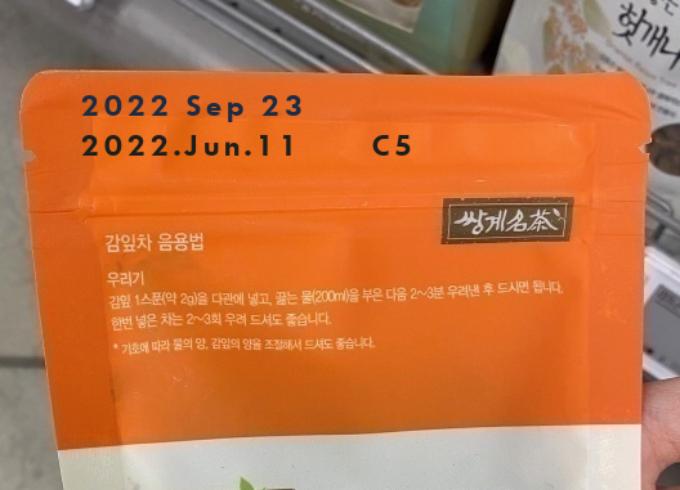 햣개나
2022 Sep 23
2022.Jun.11 C5
쌍계名茶
감잎차 음용법
우리기
감잎 1스푼(약 2g)을 다관에 넣고, 끓는 물(200ml)을 부은 다음 2~3분 우려낸 후 드시면 됩니다.
한번 넣은 차는 2~3회 우려 드셔도 좋습니다.
* 기호에 따라 물의 양, 감잎의 양을 조절해서 드셔도 좋습니다.